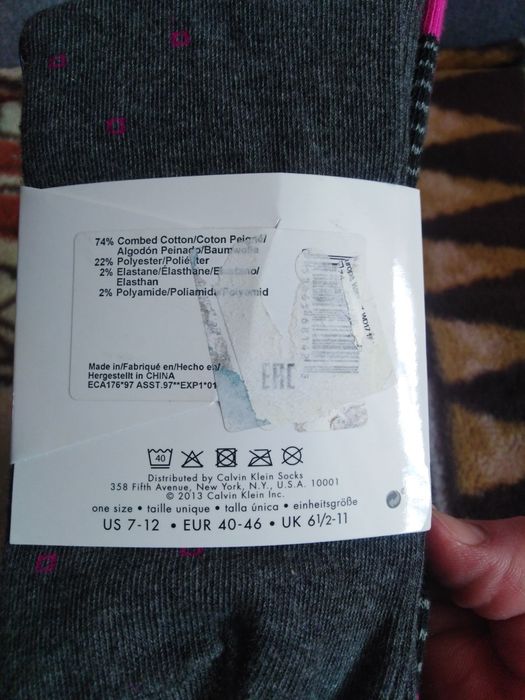 74% Combed Cotton/Coton Peigné/
Algodón Peinado/Baumwolle
22% Polyester/Poliéster
2% Elastane/Élasthane/Elastano/
Elasthan
2% Polyamide/Poliamida/Polyamid
Made in/Fabriqué en/Hecho en/
Hergestellt in CHINA
ECA176*97 ASST.97**EXP1*01
EAC
40
Distributed by Calvin Klein Socks
358 Fifth Avenue, New York, N.Y., U.S.A. 10001
© 2013 Calvin Klein Inc.
one size • taille unique • talla única • einheitsgröße
US 7-12 • EUR 40-46 • UK 61/2-11